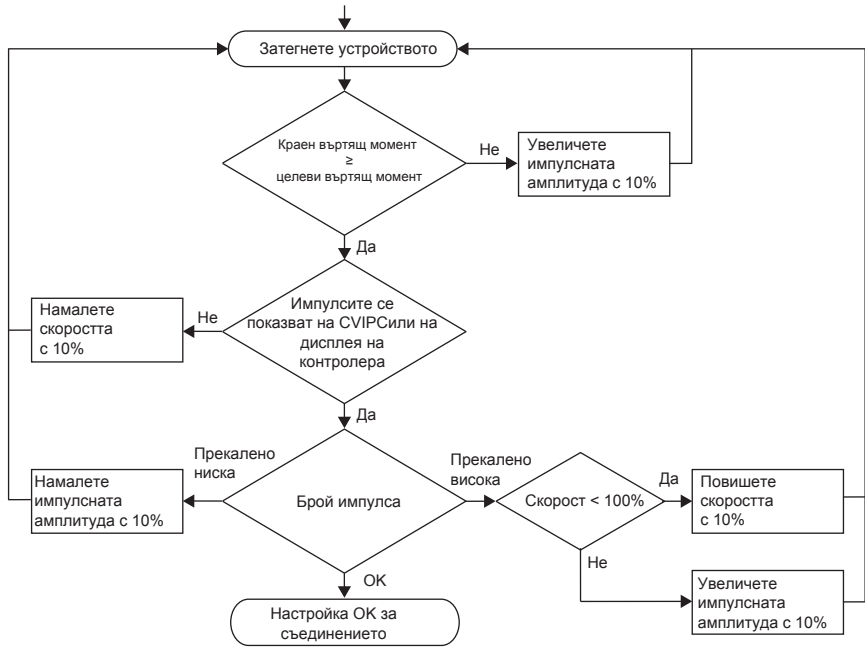 Затегнете устройството
Краен въртящ момент
≥
целеви въртящ момент
Не
Увеличете
импулсната
амплитуда с 10%
Да
Намалете
скоростта
с 10%
Не
Импулсите се
показват на CVIPCили на
дисплея на
контролера
Да
Прекалено
ниска
Намалете
импулсната
амплитуда с 10%
Брой импулса
Прекалено
висока
Скорост < 100%
Да
Повишете
скоростта
с 10%
Не
Увеличете
импулсната
амплитуда с 10%
OK
Настройка OK за
съединението